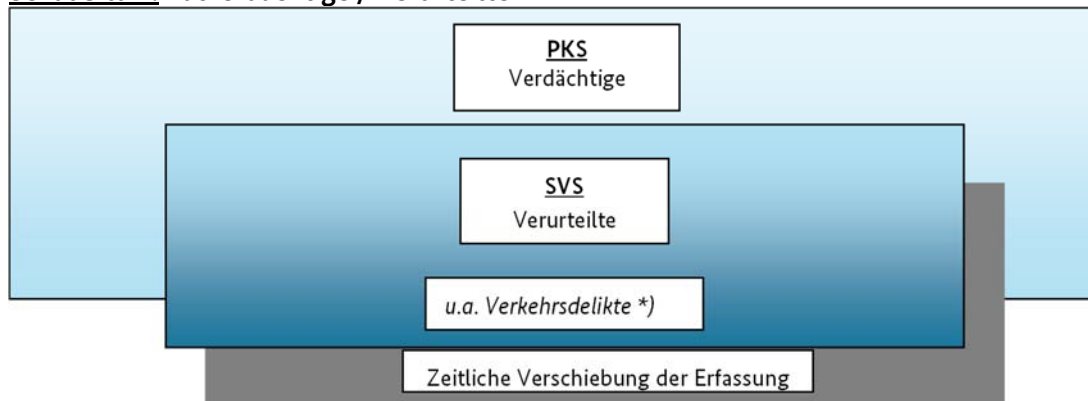 PKS
Verdächtige
SVS
Verurteilte
u.a. Verkehrsdelikte *)
Zeitliche Verschiebung der Erfassung